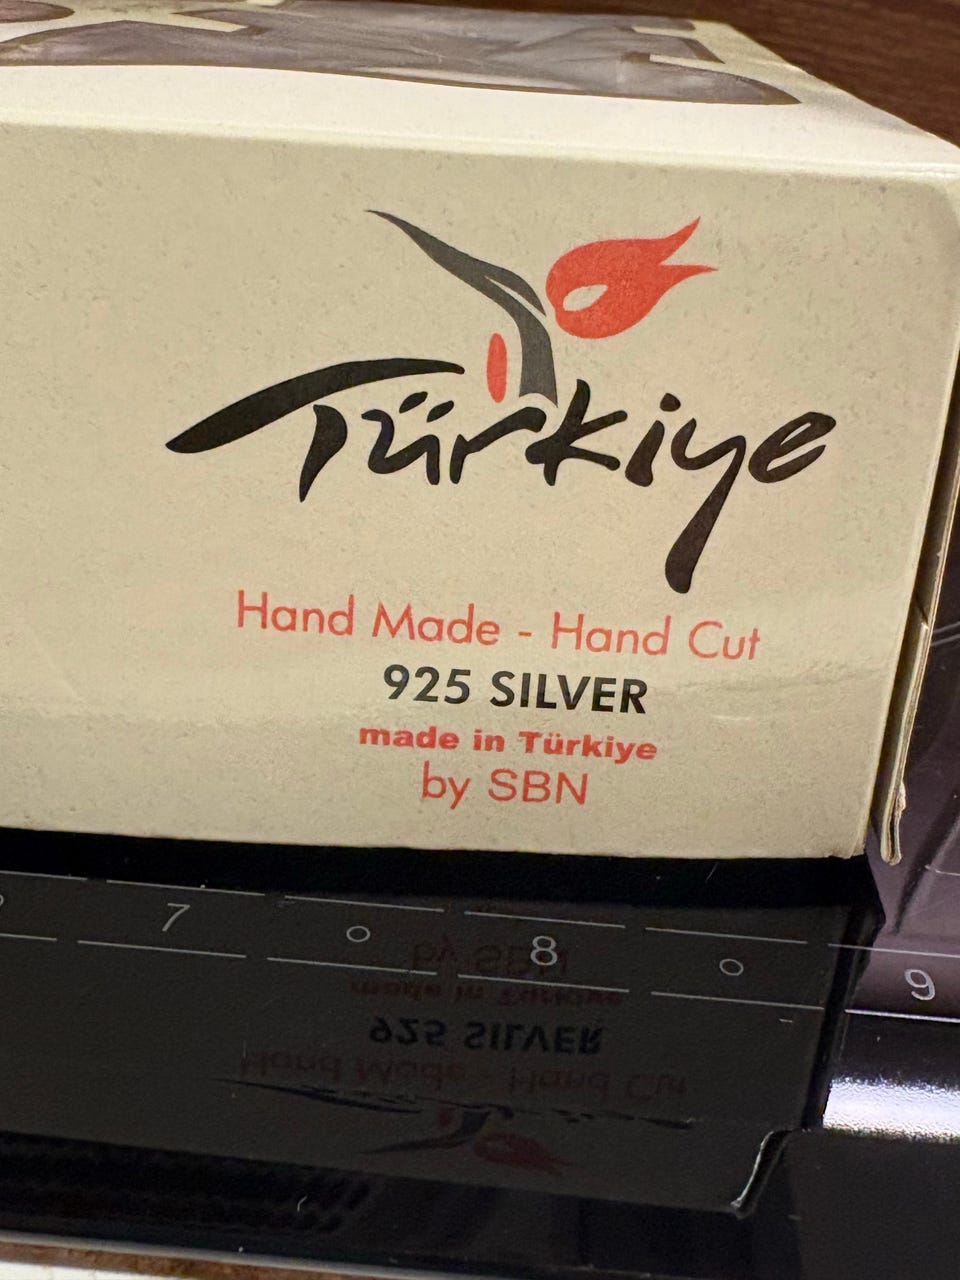 Türkiye
Hand Made - Hand Cut
925 SILVER
made in Türkiye
by SBN
7
8
9